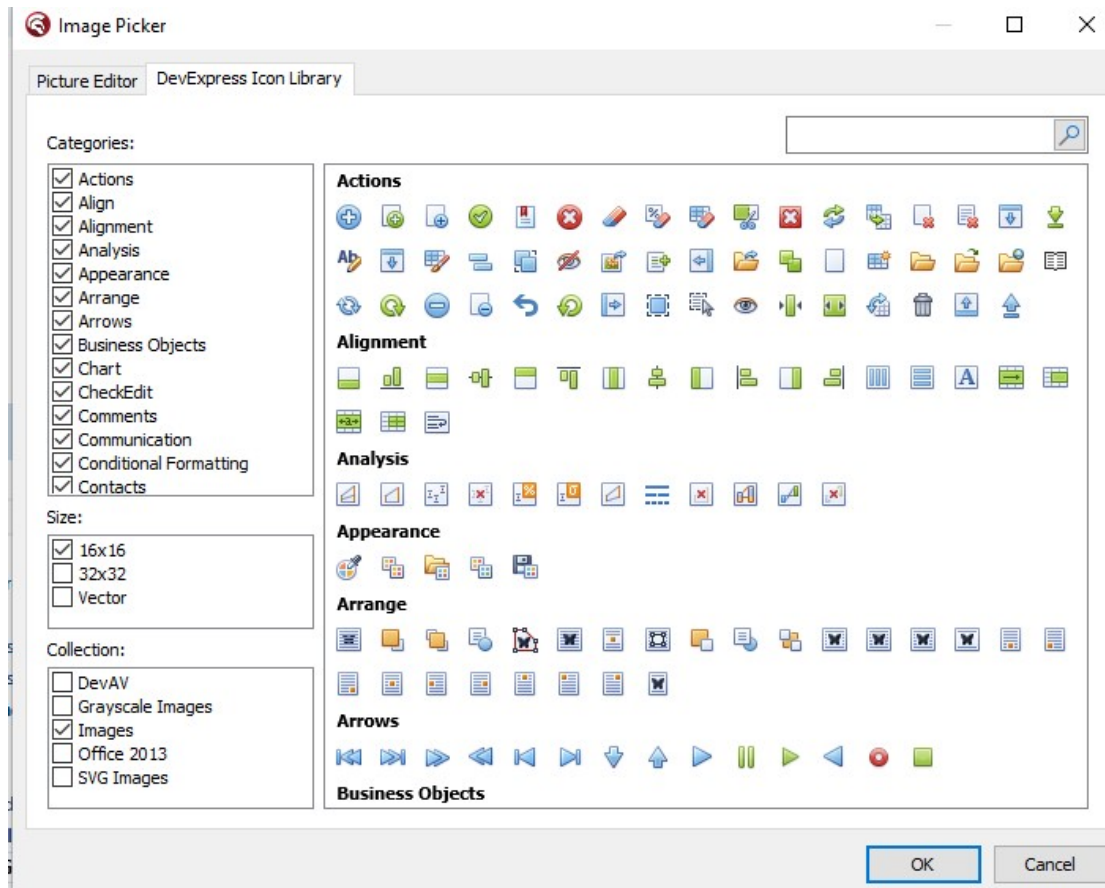 Image Picker
Picture Editor
DevExpress Icon Library
Categories:
Actions
Align
Alignment
Analysis
Appearance
Arrange
Arrows
Business Objects
Chart
CheckEdit
Comments
Communication
Conditional Formatting
Contacts
Size:
16x16
32x32
Vector
Collection:
DevAV
Grayscale Images
Images
Office 2013
SVG Images
Actions
Alignment
Analysis
Appearance
Arrange
Arrows
Business Objects
OK
Cancel